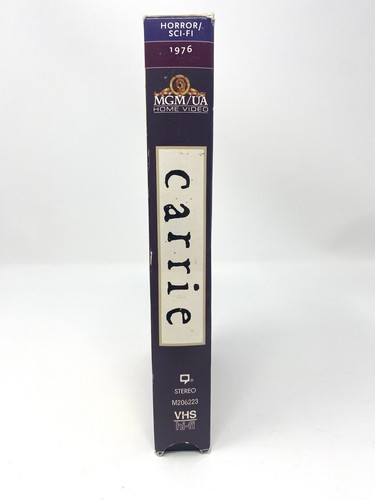 HORROR/
SCI-FI
1976
MGM/UA
HOME VIDEO
Carrie
STEREO
M206223
VHS
hi-fi